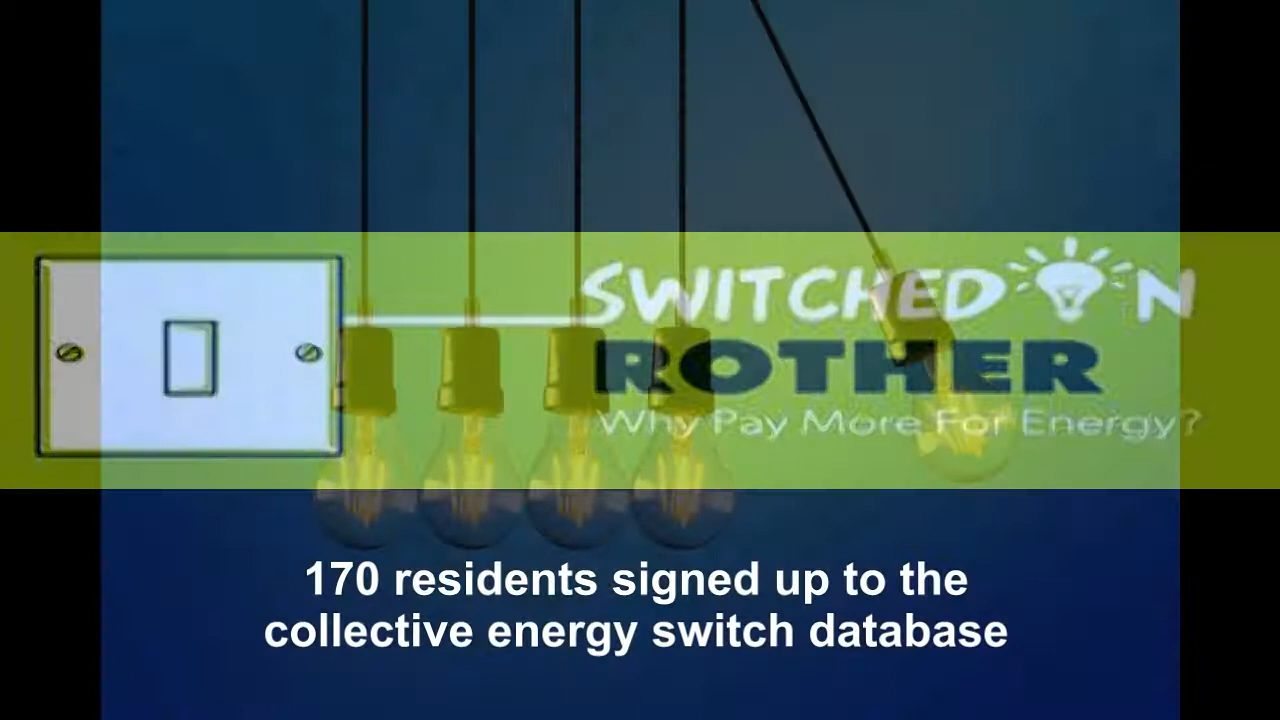 SWITCHED ON
ROTHER
Why Pay More For Energy?
170 residents signed up to the
collective energy switch database